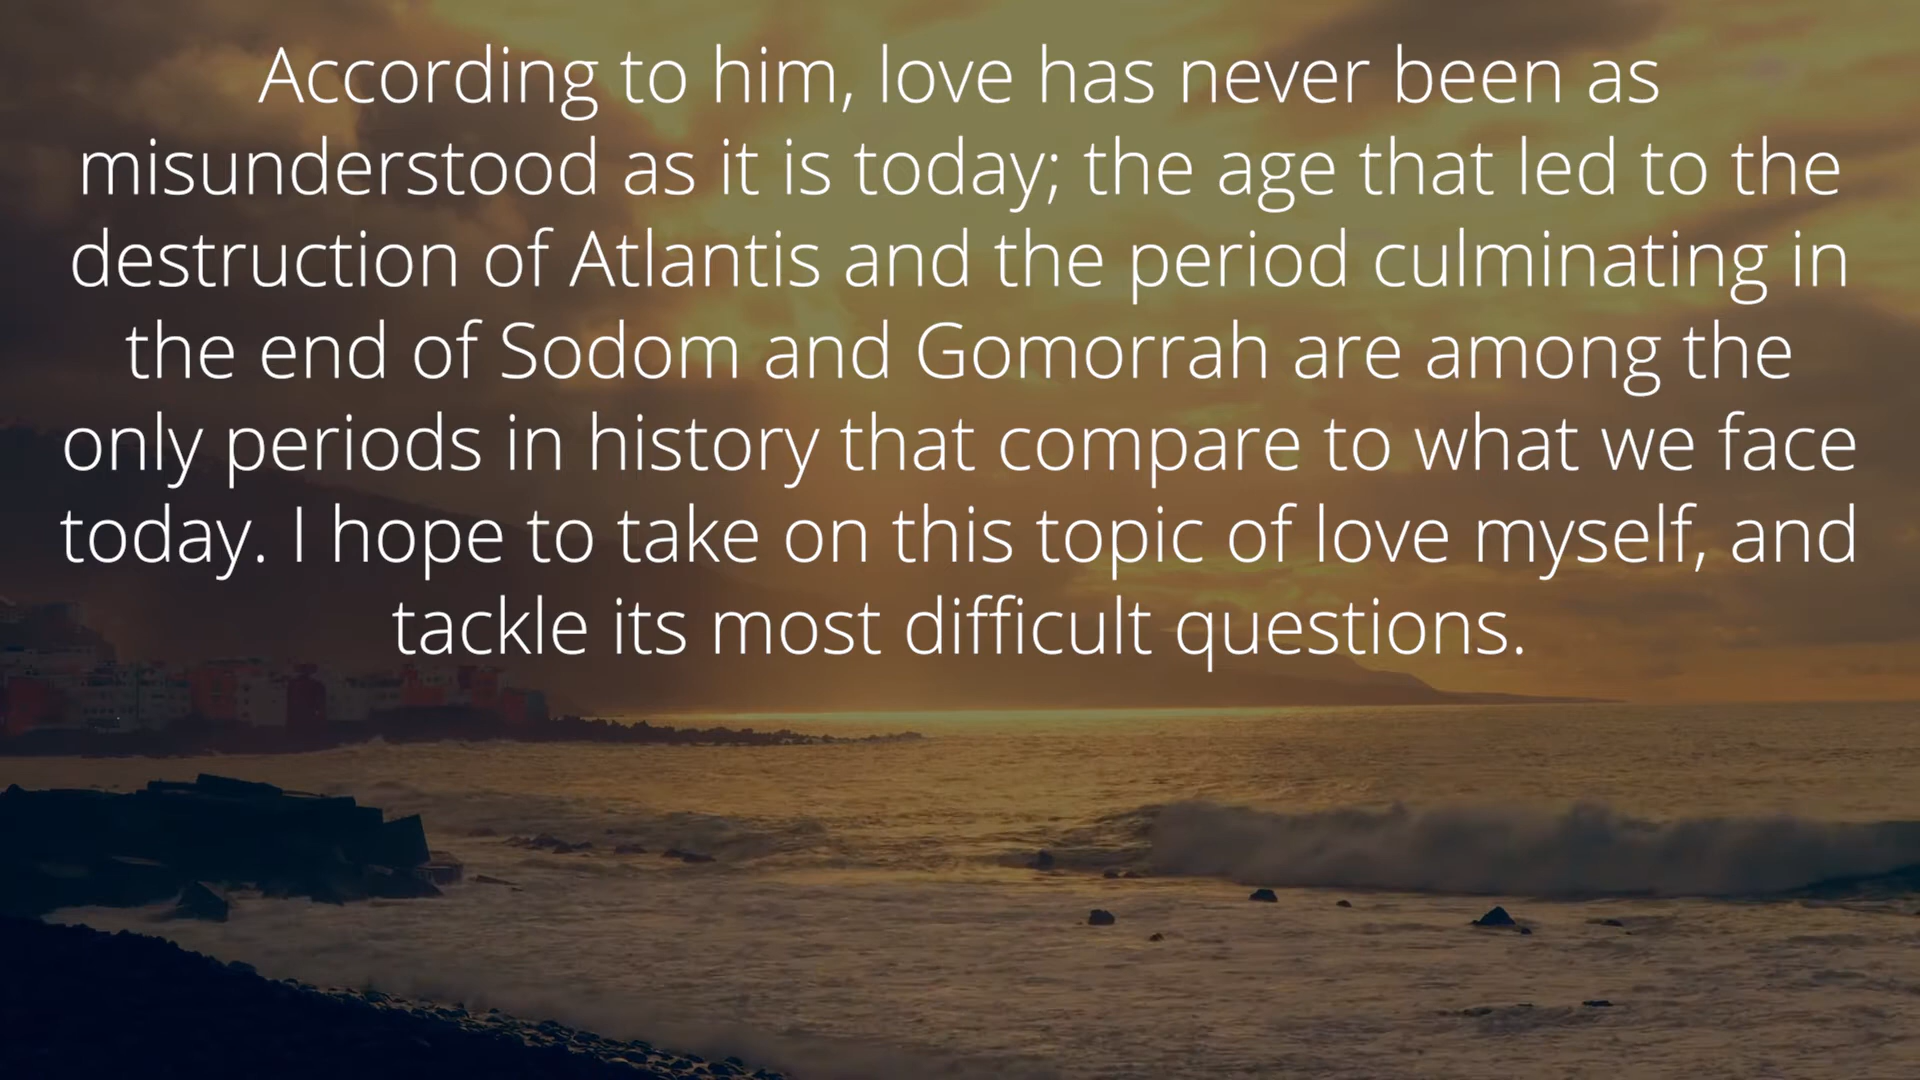 According to him, love has never been as
misunderstood as it is today; the age that led to the
destruction of Atlantis and the period culminating in
the end of Sodom and Gomorrah are among the
only periods in history that compare to what we face
today. I hope to take on this topic of love myself, and
tackle its most difficult questions.